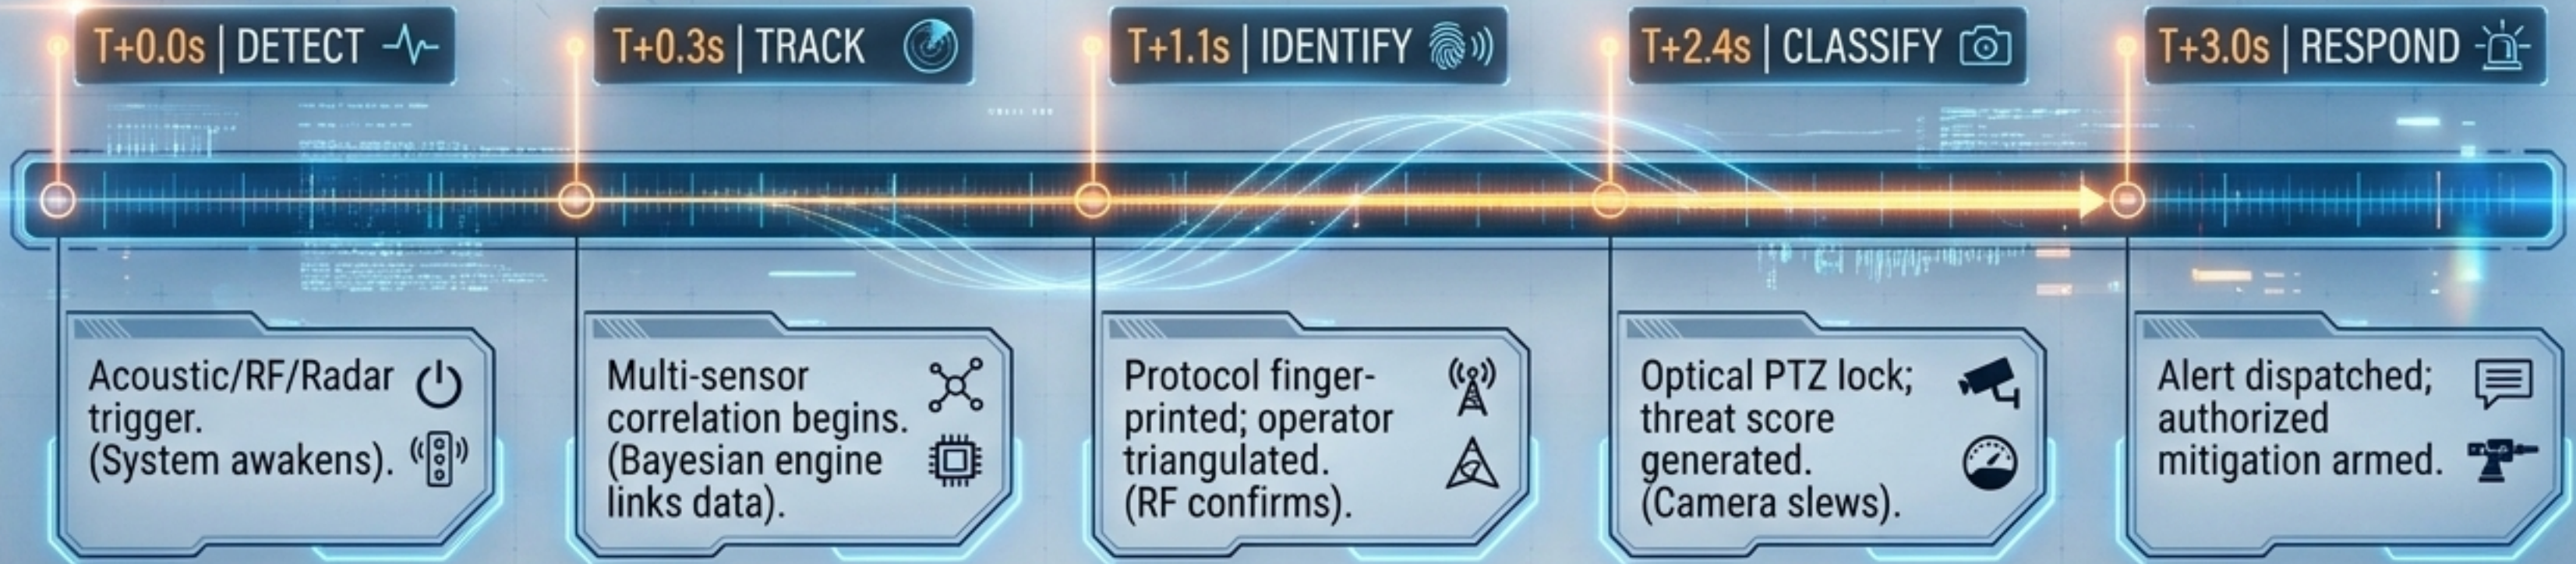 T+0.0s | DETECT
T+0.3s | TRACK
T+1.1s | IDENTIFY
T+2.4s | CLASSIFY
T+3.0s | RESPOND
Acoustic/RF/Radar
trigger.
(System awakens).
Multi-sensor
correlation begins.
(Bayesian engine
links data).
Protocol finger-
printed; operator
triangulated.
(RF confirms).
Optical PTZ lock;
threat score
generated.
(Camera slews).
Alert dispatched;
authorized
mitigation armed.